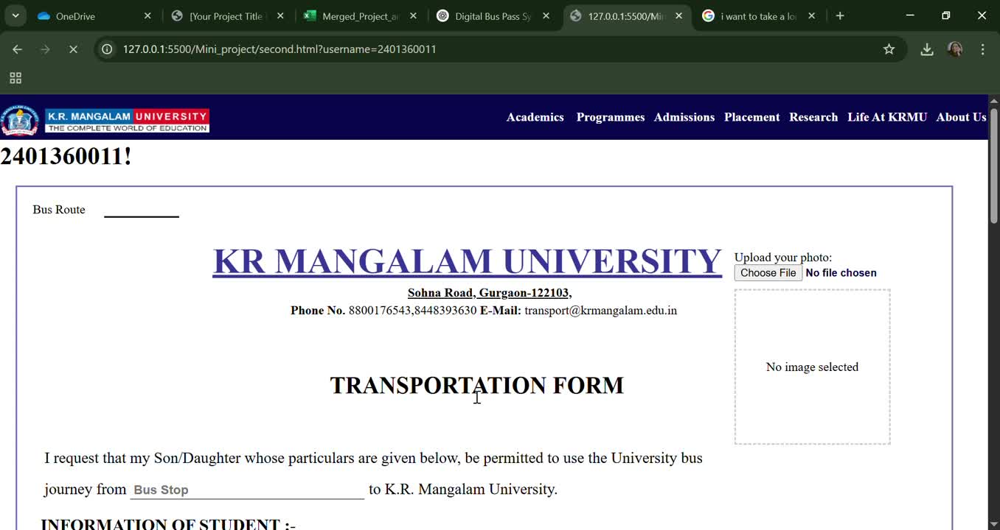 OneDrive
[Your Project Title
Merged_Project_a
Digital Bus Pass Sy
127.0.0.1:5500/Mi
i want to take a lo
127.0.0.1:5500/Mini_project/second.html?username=2401360011
K.R. MANGALAM UNIVERSITY
THE COMPLETE WORLD OF EDUCATION
Academics Programmes Admissions Placement Research Life At KRMU About Us
2401360011!
Bus Route
KR MANGALAM UNIVERSITY
Upload your photo:
Choose File No file chosen
Sohna Road, Gurgaon-122103,
Phone No. 8800176543,8448393630 E-Mail: transport@krmangalam.edu.in
No image selected
TRANSPORTATION FORM
I request that my Son/Daughter whose particulars are given below, be permitted to use the University bus
journey from Bus Stop to K.R. Mangalam University.
INFORMATION OF STUDENT :-